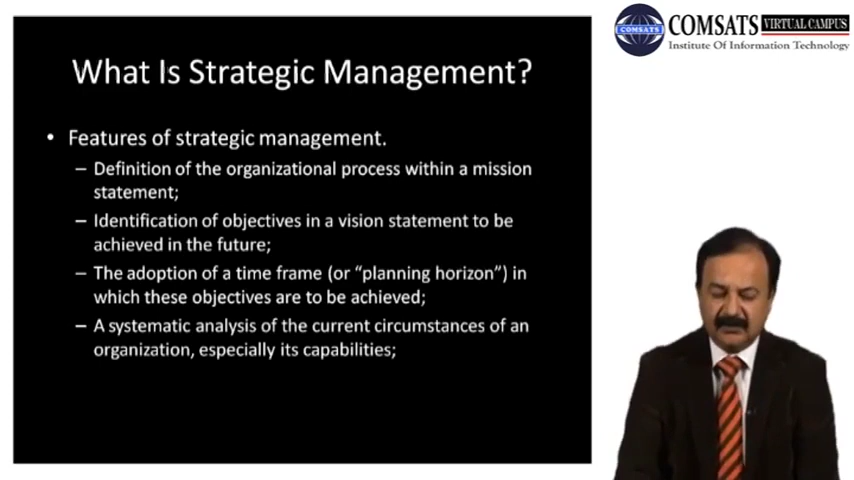 COMSATS VIRTUAL CAMPUS
COMSATS
Institute Of Information Technology
What Is Strategic Management?
• Features of strategic management.
– Definition of the organizational process within a mission
statement;
– Identification of objectives in a vision statement to be
achieved in the future;
– The adoption of a time frame (or “planning horizon”) in
which these objectives are to be achieved;
– A systematic analysis of the current circumstances of an
organization, especially its capabilities;